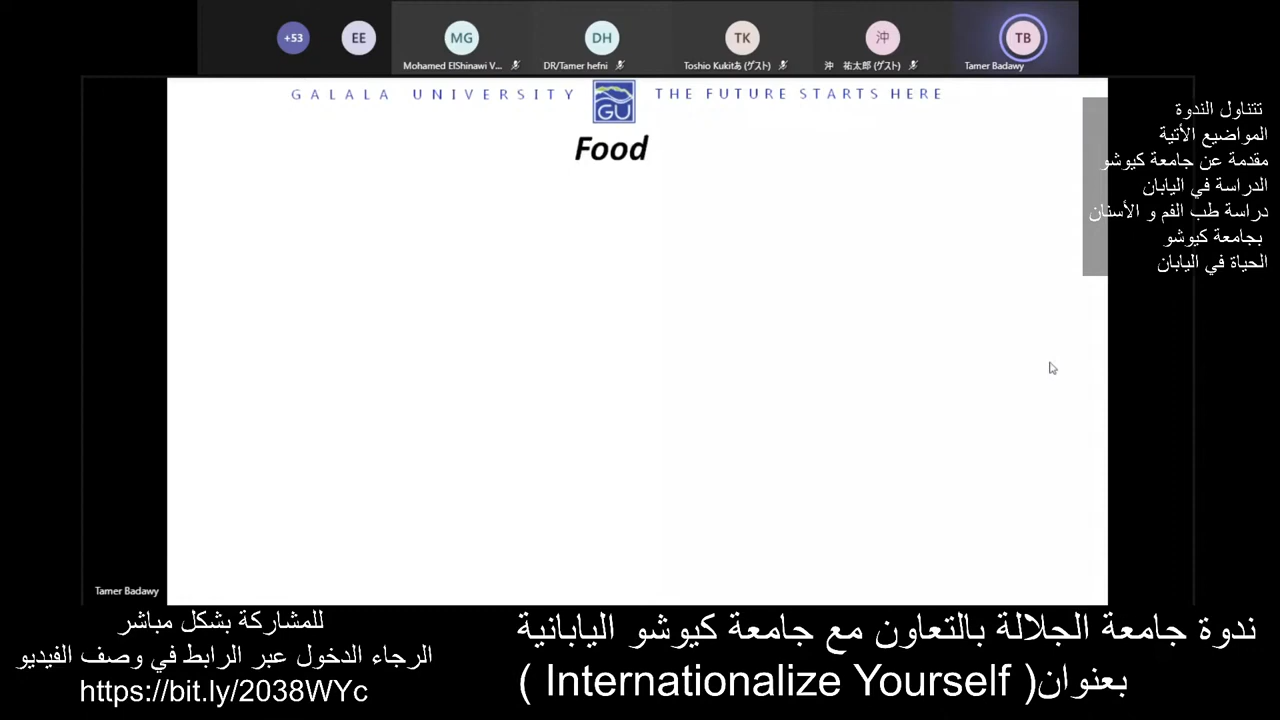 +53
EE
MG
DH
TK
沖
TB
Mohamed ElShinawi V...
DR/Tamer hefni
Toshio Kukitあ (ゲスト)
沖 祐太郎 (ゲスト)
Tamer Badawy
GALALA UNIVERSITY
GU
THE FUTURE STARTS HERE
Food
تتناول الندوة
المواضيع الأتية
مقدمة عن جامعة كيوشو
الدراسة في اليابان
دراسة طب الفم و الأسنان
بجامعة كيوشو
الحياة في اليابان
Tamer Badawy
للمشاركة بشكل مباشر
الرجاء الدخول عبر الرابط في وصف الفيديو
https://bit.ly/2038WYc
ندوة جامعة الجلالة بالتعاون مع جامعة كيوشو اليابانية
بعنوان( Internationalize Yourself )